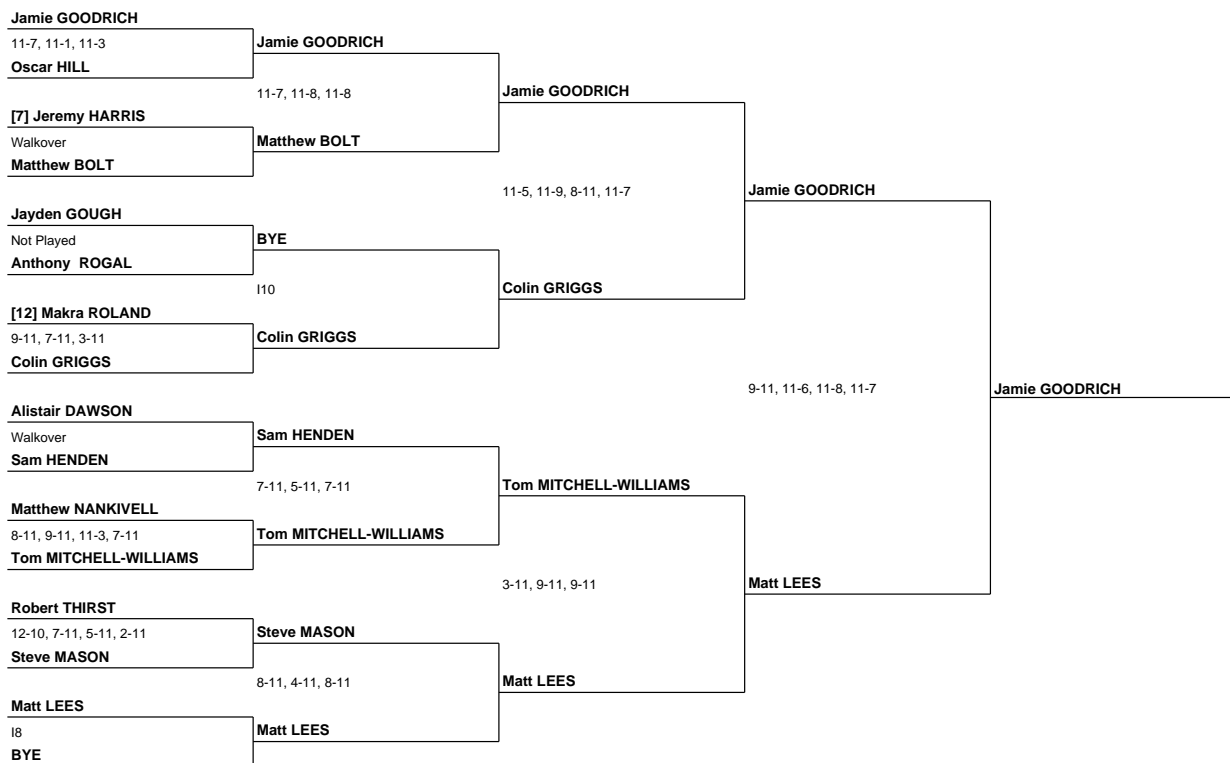 Jamie GOODRICH
11-7, 11-1, 11-3
Oscar HILL
[7] Jeremy HARRIS
Walkover
Matthew BOLT
Jayden GOUGH
Not Played
Anthony  ROGAL
[12] Makra ROLAND
9-11, 7-11, 3-11
Colin GRIGGS
Alistair DAWSON
Walkover
Sam HENDEN
Matthew NANKIVELL
8-11, 9-11, 11-3, 7-11
Tom MITCHELL-WILLIAMS
Robert THIRST
12-10, 7-11, 5-11, 2-11
Steve MASON
Matt LEES
I8
BYE
Jamie GOODRICH
11-7, 11-8, 11-8
Matthew BOLT
BYE
I10
Colin GRIGGS
Sam HENDEN
7-11, 5-11, 7-11
Tom MITCHELL-WILLIAMS
Steve MASON
8-11, 4-11, 8-11
Matt LEES
Jamie GOODRICH
11-5, 11-9, 8-11, 11-7
Colin GRIGGS
Tom MITCHELL-WILLIAMS
3-11, 9-11, 9-11
Matt LEES
Jamie GOODRICH
9-11, 11-6, 11-8, 11-7
Matt LEES
Jamie GOODRICH